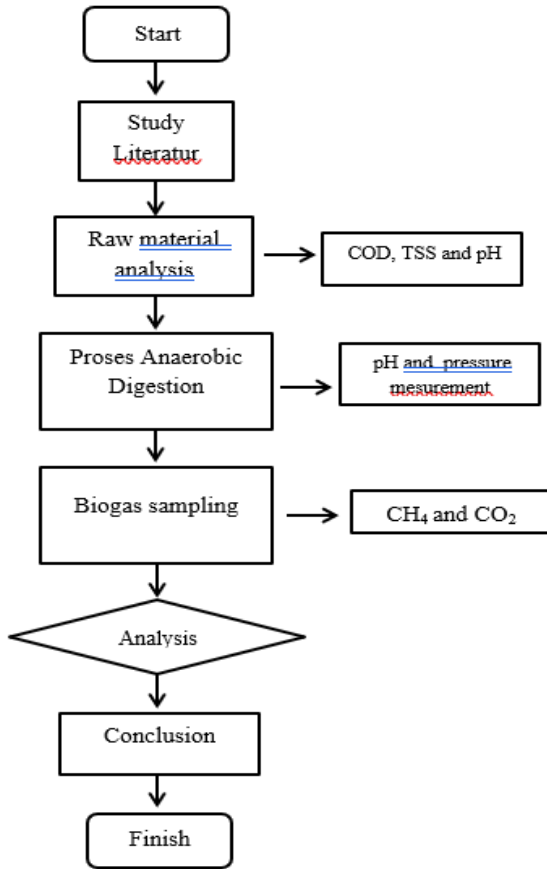 Start
Study
Literatur
Raw material
analysis
COD, TSS and pH
Proses Anaerobic
Digestion
pH and pressure
mesurement
Biogas sampling
CH₄ and CO₂
Analysis
Conclusion
Finish